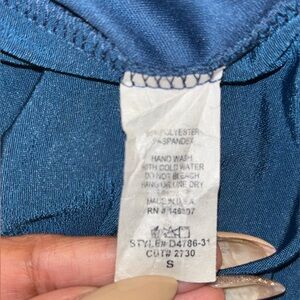 POLYESTER
SPANDEX
HAND WASH
WITH COLD WATER
DO NOT BLEACH
HANG OR LINE DRY
MADE IN U.S.A
RN #
STYLE# D4786-31
CUT# 2730
S